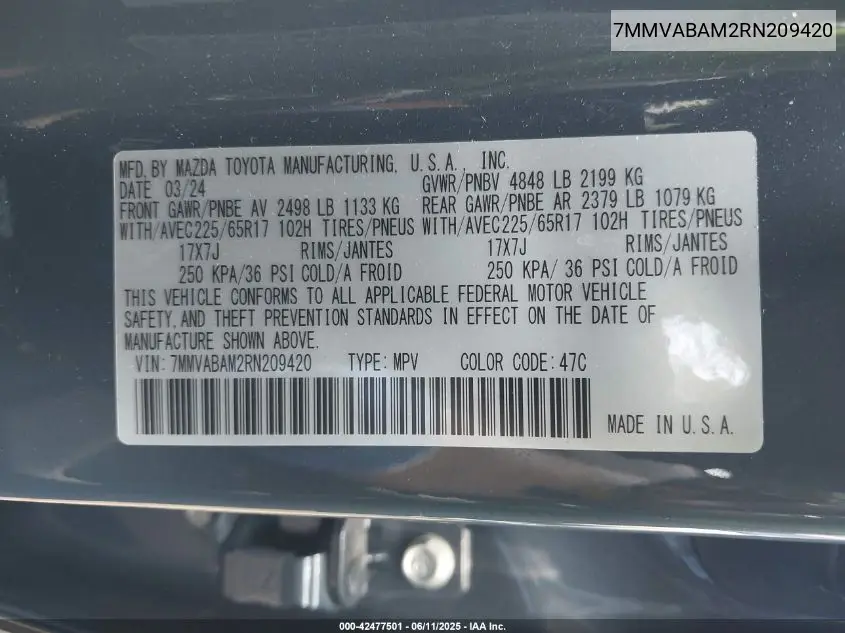 7MMVABAM2RN209420
MFD. BY MAZDA TOYOTA MANUFACTURING, U.S.A., INC.
DATE 03/24 GVWR/PNBV 4848 LB 2199 KG
FRONT GAWR/PNBE AV 2498 LB 1133 KG REAR GAWR/PNBE AR 2379 LB 1079 KG
WITH/AVEC225/65R17 102H TIRES/PNEUS WITH/AVEC225/65R17 102H TIRES/PNEUS
17X7J RIMS/JANTES 17X7J RIMS/JANTES
250 KPA/36 PSI COLD/A FROID 250 KPA/ 36 PSI COLD/A FROID
THIS VEHICLE CONFORMS TO ALL APPLICABLE FEDERAL MOTOR VEHICLE
SAFETY, AND THEFT PREVENTION STANDARDS IN EFFECT ON THE DATE OF
MANUFACTURE SHOWN ABOVE.
VIN: 7MMVABAM2RN209420 TYPE: MPV COLOR CODE: 47C
MADE IN U.S.A.
000-42477501 - 06/11/2025 - IAA Inc.